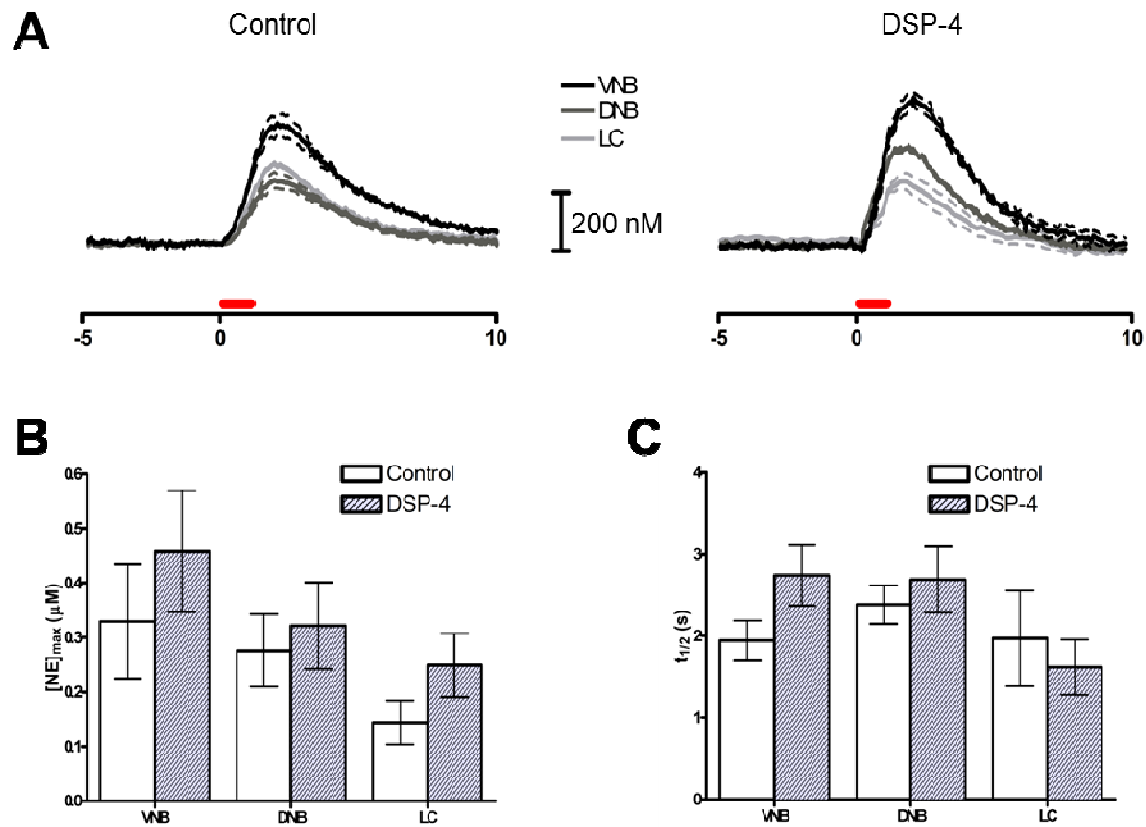 A
Control
DSP-4
VNB
DNB
LC
200 nM
-5 0 10
-5 0 10
B
Control
DSP-4
[NE]max (μM)
0.6
0.5
0.4
0.3
0.2
0.1
0.0
VNB DNB LC
C
Control
DSP-4
t1/2 (s)
4
3
2
1
0
VNB DNB LC